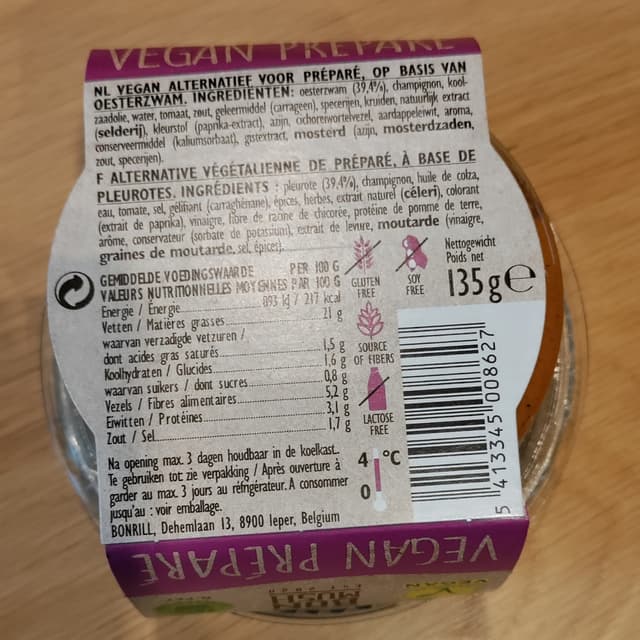 VEGAN PRÉPARÉ
NL VEGAN ALTERNATIEF VOOR PRÉPARÉ, OP BASIS VAN
OESTERZWAM. INGREDIËNTEN: oesterzwam (39,4%), champignon, kool-
zaadolie, water, tomaat, zout, geleermiddel (carrageen), specerijen, kruiden, natuurlijk extract
(selderij), kleurstof (paprika-extract), azijn, cichoreiwortelvezel, aardappeleiwit, aroma,
conserveermiddel (kaliumsorbaat), gistextract, mosterd (azijn, mosterdzaden,
zout, specerijen).
F ALTERNATIVE VÉGÉTALIENNE DE PRÉPARÉ, À BASE DE
PLEUROTES. INGRÉDIENTS : pleurote (39,4%), champignon, huile de colza,
eau, tomate, sel, gélifiant (carraghénane), épices, herbes, extrait naturel (céleri), colorant
(extrait de paprika), vinaigre, fibre de racine de chicorée, protéine de pomme de terre,
arôme, conservateur (sorbate de potassium), extrait de levure, moutarde (vinaigre,
graines de moutarde, sel, épices).
GEMIDDELDE VOEDINGSWAARDE PER 100 G
VALEURS NUTRITIONNELLES MOYENNES PAR 100 G
Energie / Énergie 893 kJ / 217 kcal
Vetten / Matières grasses 21 g
waarvan verzadigde vetzuren /
dont acides gras saturés 1,5 g
Koolhydraten / Glucides 1,6 g
waarvan suikers / dont sucres 0,8 g
Vezels / Fibres alimentaires 5,2 g
Eiwitten / Protéines 3,1 g
Zout / Sel 1,7 g
Na opening max. 3 dagen houdbaar in de koelkast.
Te gebruiken tot: zie verpakking / Après ouverture à
garder au max. 3 jours au réfrigérateur. A consommer
jusqu'au : voir emballage.
BONRILL, Dehemlaan 13, 8900 Ieper, Belgium
GLUTEN
FREE
SOY
FREE
SOURCE
OF FIBERS
LACTOSE
FREE
4 °C
0
Nettogewicht
Poids net
135g e
5 413345 008627
VEGAN PRÉPARÉ
VEGAN